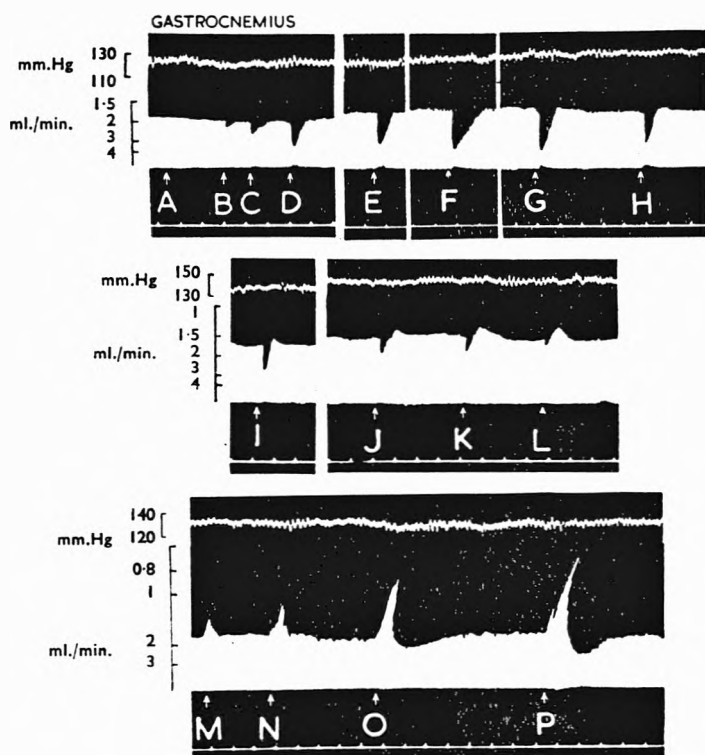 GASTROCNEMIUS
mm.Hg
130
110
ml./min.
1·5
2
3
4
A B C D E F G H
mm.Hg
150
130
ml./min.
1
1·5
2
3
4
I J K L
mm.Hg
140
120
ml./min.
0·8
1
2
3
M N O P